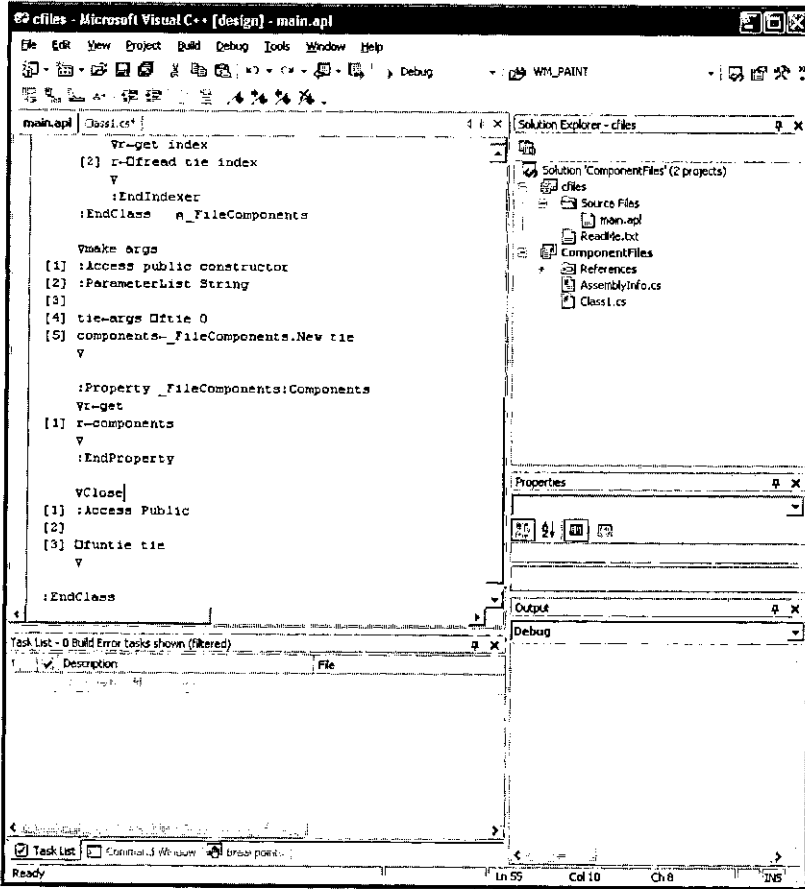 cfiles - Microsoft Visual C++ [design] - main.apl
File Edit View Project Build Debug Tools Window Help
Debug WM_PAINT
main.apl Class1.cs*
∇r←get index
[2] r←⎕fread tie index
∇
:EndIndexer
:EndClass ⍝_FileComponents
∇make args
[1] :Access public constructor
[2] :ParameterList String
[3]
[4] tie←args ⎕ftie 0
[5] components←_FileComponents.New tie
∇
:Property _FileComponents:Components
∇r←get
[1] r←components
∇
:EndProperty
∇Close
[1] :Access Public
[2]
[3] ⎕funtie tie
∇
:EndClass
Solution Explorer - cfiles
Solution 'ComponentFiles' (2 projects)
cfiles
Source Files
main.apl
ReadMe.txt
ComponentFiles
References
AssemblyInfo.cs
Class1.cs
Properties
Output
Debug
Task List - 0 Build Error tasks shown (filtered)
! Description File
Task List Command Window Breakpoints
Ready Ln 55 Col 10 Ch 8 INS